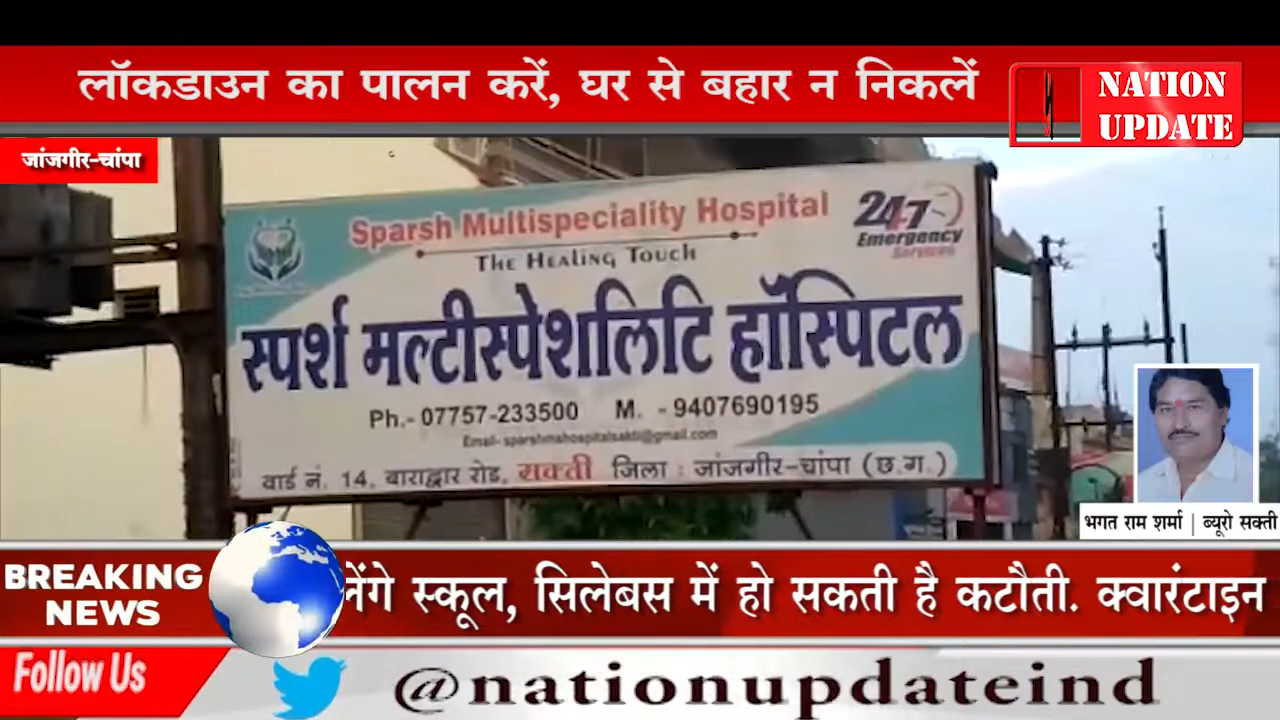 लॉकडाउन का पालन करें, घर से बहार न निकलें
NATION
UPDATE
जांजगीर-चांपा
Sparsh Multispeciality Hospital
24x7
Emergency
Services
The Healing Touch
स्पर्श मल्टीस्पेशलिटि हॉस्पिटल
Ph.- 07757-233500 M. - 9407690195
Email- sparshmshospitalsakti@gmail.com
वार्ड नं. 14, बाराद्वार रोड, सक्ती जिला : जांजगीर-चांपा (छ.ग.)
भगत राम शर्मा | ब्यूरो सक्ती
BREAKING
NEWS
लेंगे स्कूल, सिलेबस में हो सकती है कटौती. क्वारंटाइन
Follow Us
@nationupdateind